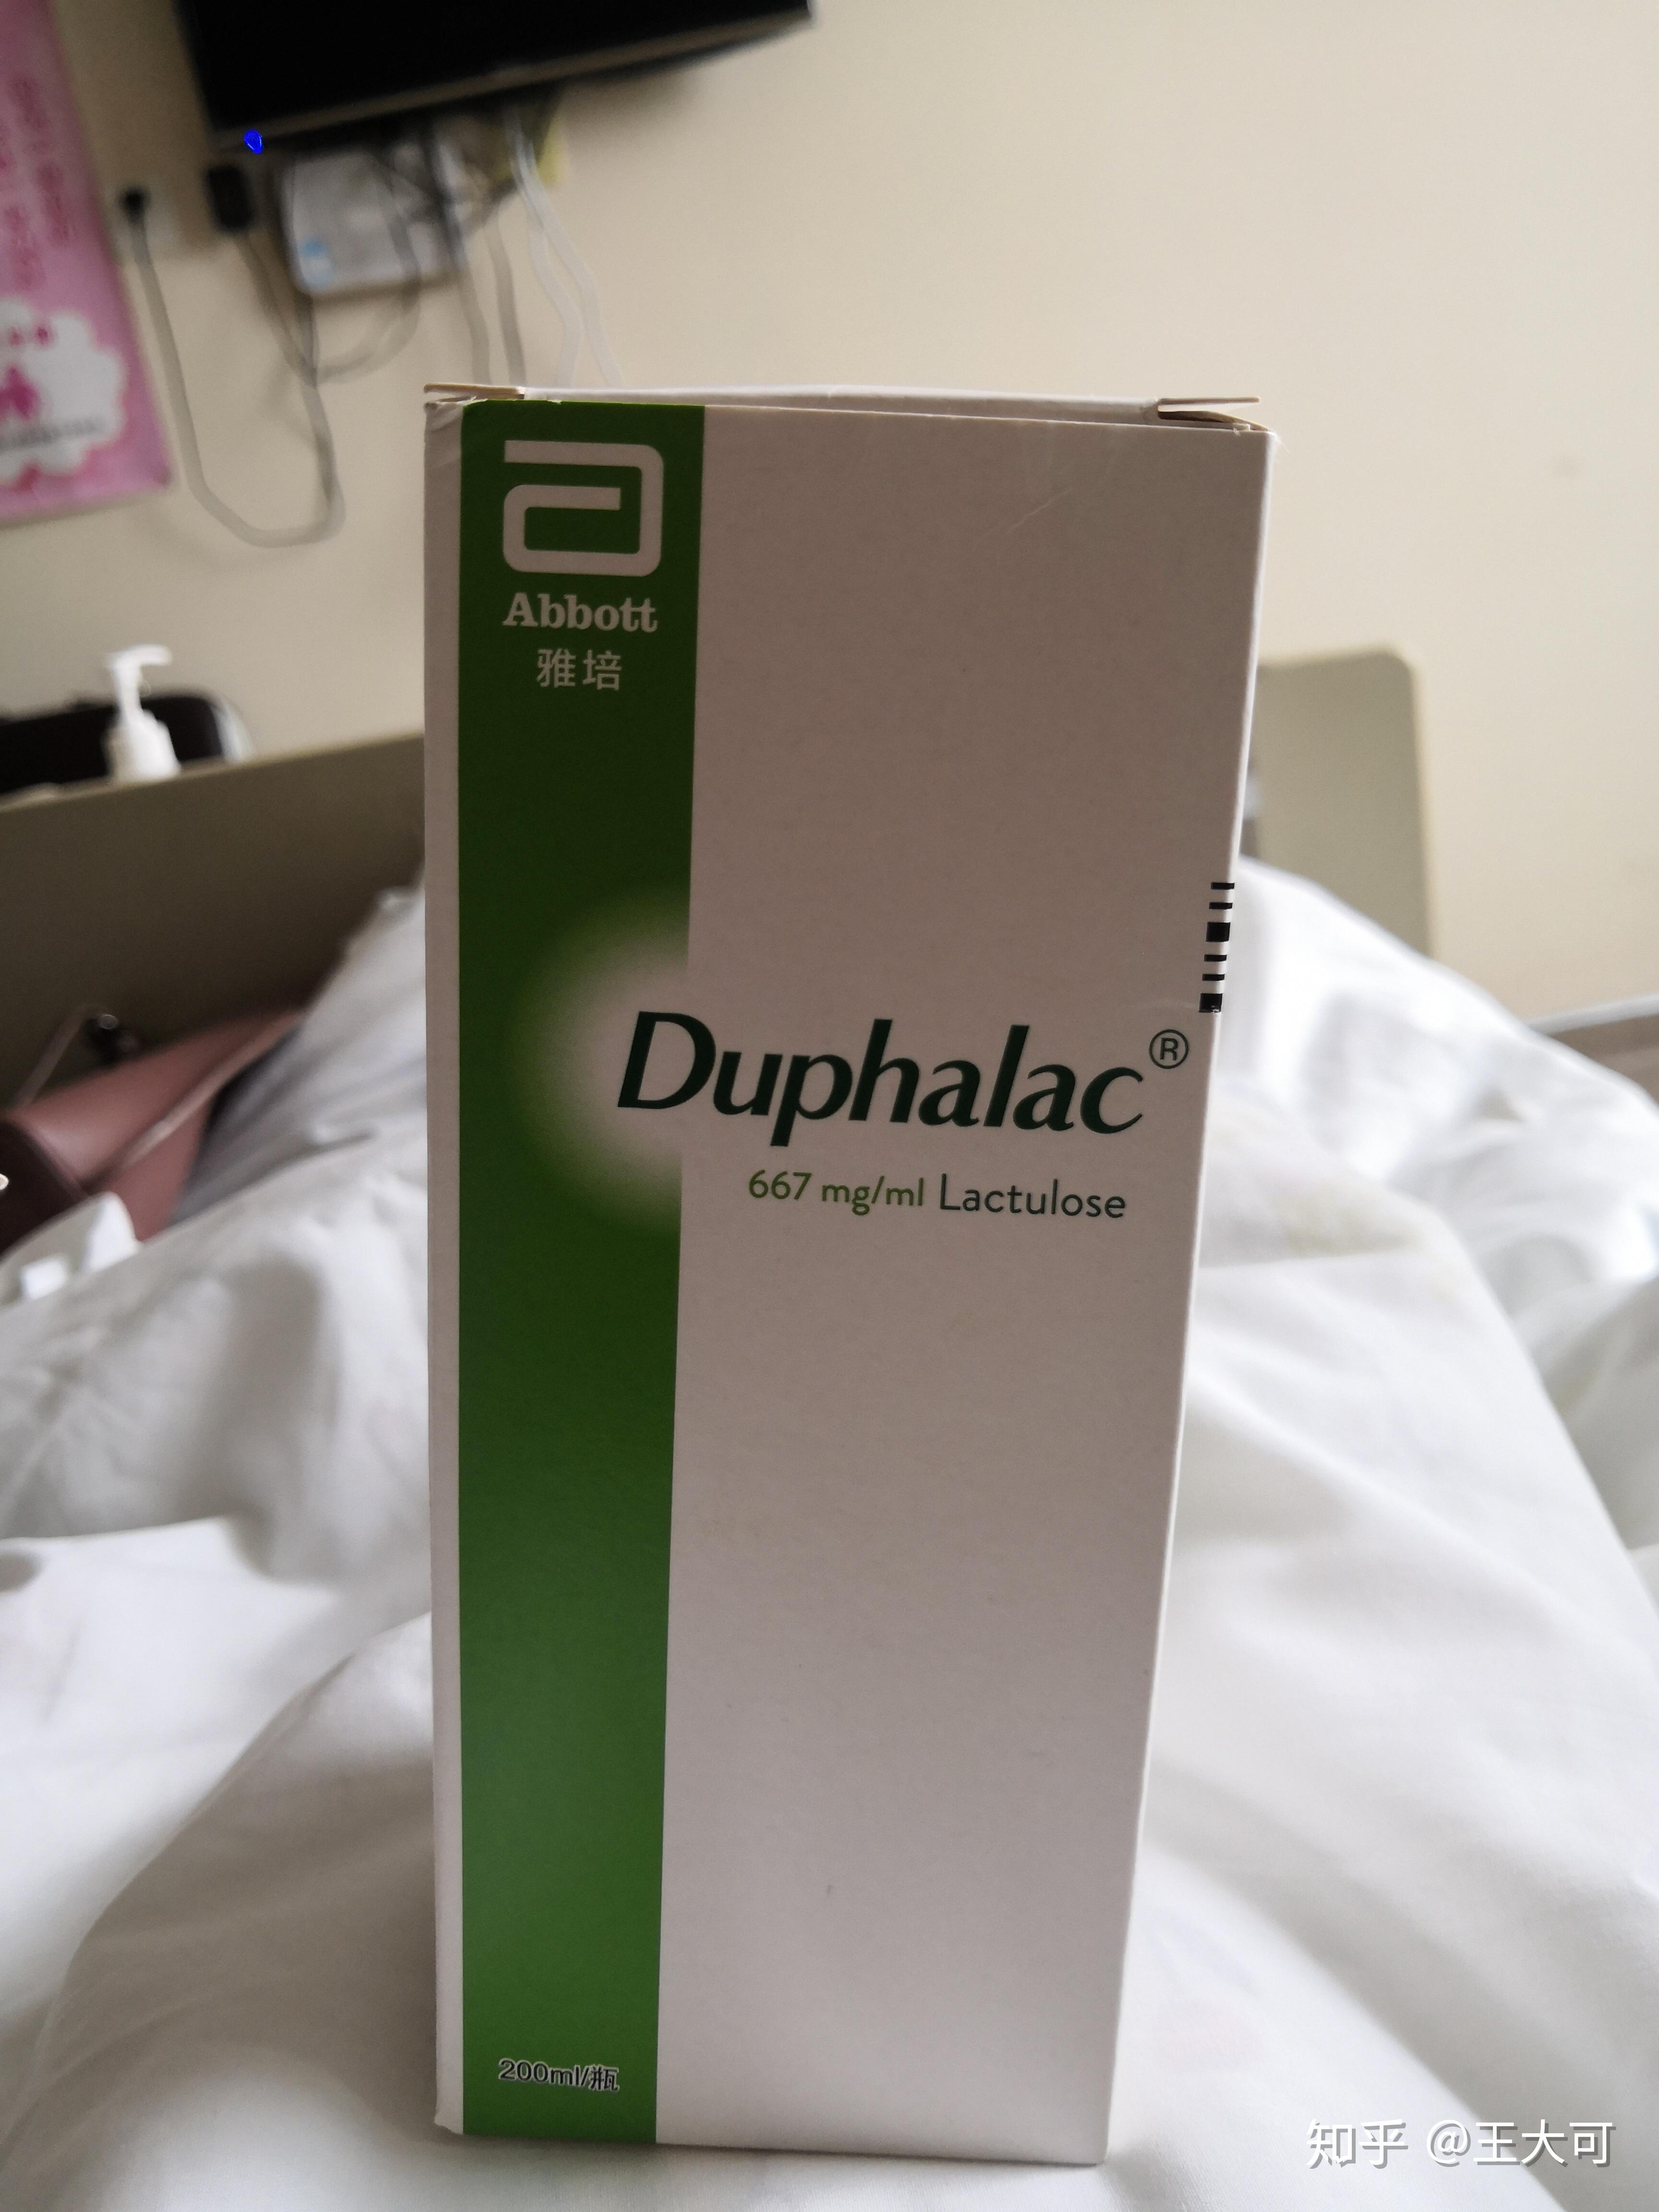 Abbott
雅培
Duphalac®
667 mg/ml Lactulose
200ml/瓶
知乎 @王大可